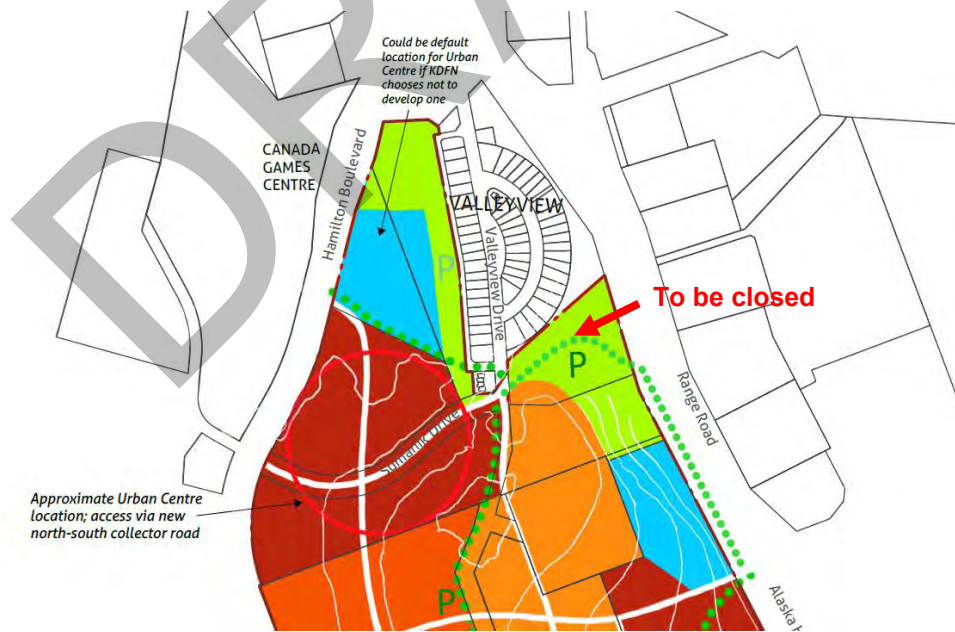 DRA
Could be default
location for Urban
Centre if KDFN
chooses not to
develop one
CANADA
GAMES
CENTRE
Hamilton Boulevard
VALLEYVIEW
Valleyview Drive
P
To be closed
P
Range Road
Sumanik Drive
Approximate Urban Centre
location; access via new
north-south collector road
P
Alaska H